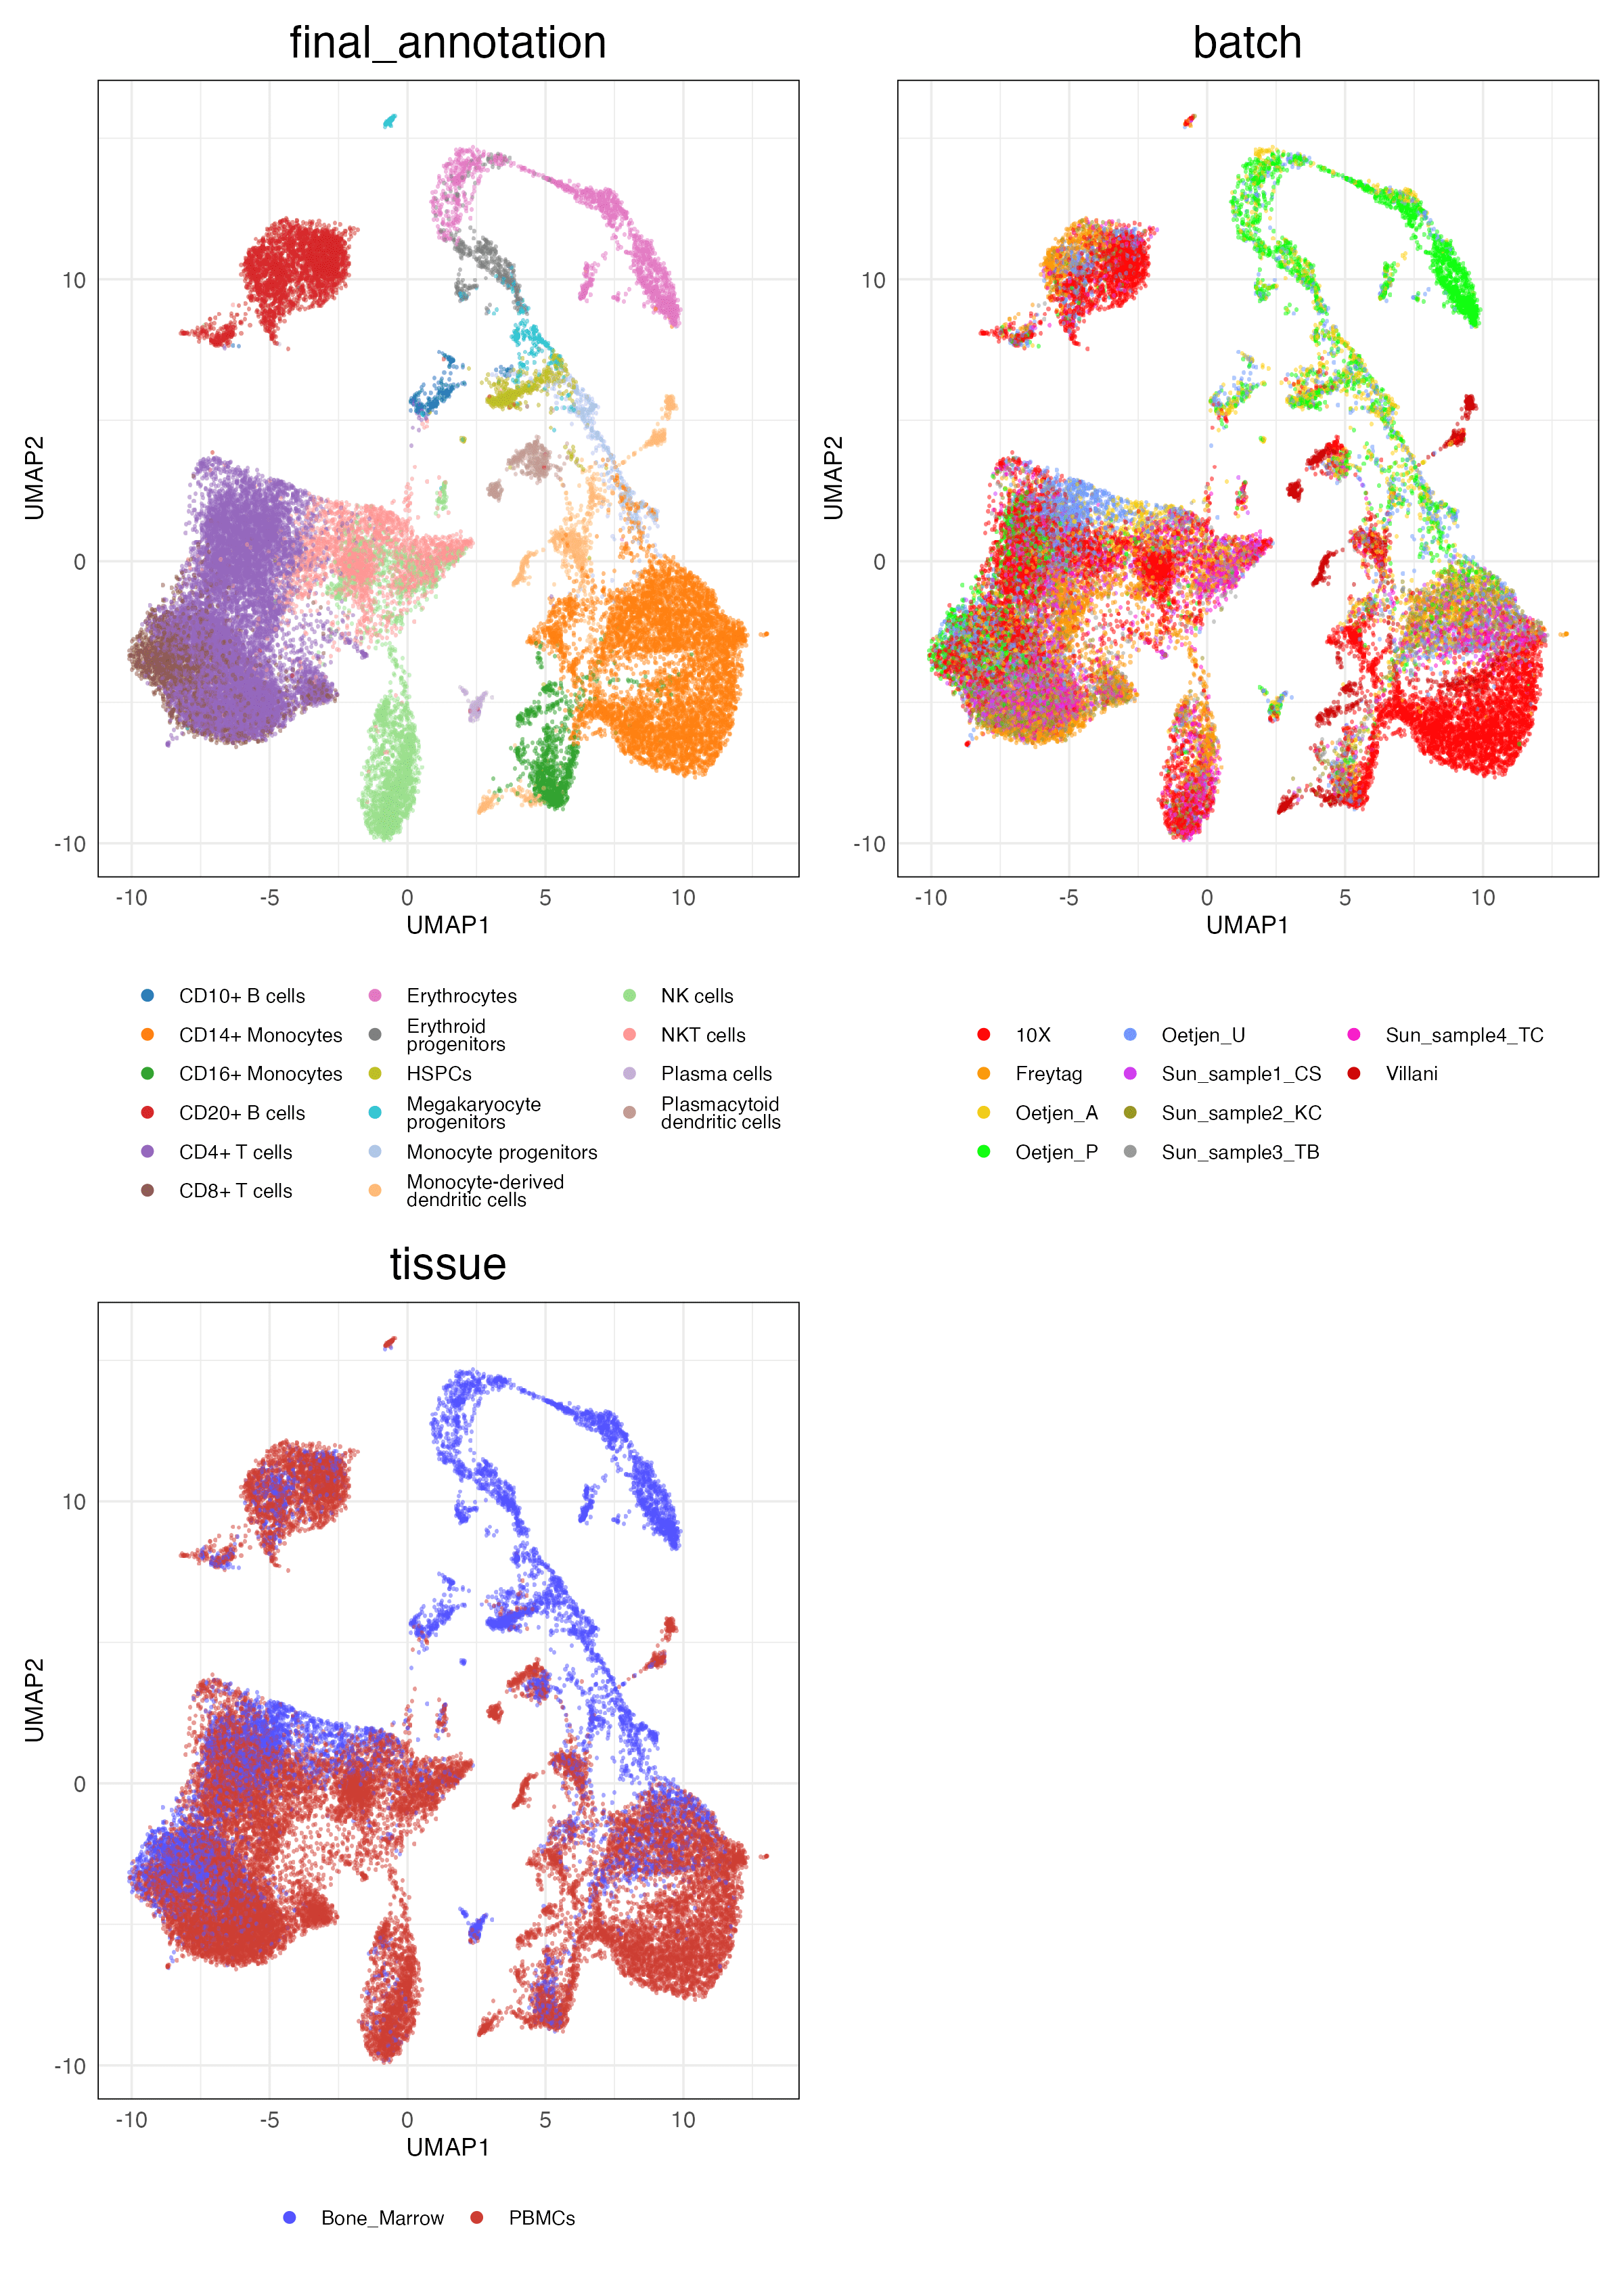 final_annotation
UMAP2
10
0
-10
-10
-5
0
5
10
UMAP1
CD10+ B cells
CD14+ Monocytes
CD16+ Monocytes
CD20+ B cells
CD4+ T cells
CD8+ T cells
Erythrocytes
Erythroid
progenitors
HSPCs
Megakaryocyte
progenitors
Monocyte progenitors
Monocyte-derived
dendritic cells
NK cells
NKT cells
Plasma cells
Plasmacytoid
dendritic cells
batch
UMAP2
10
0
-10
-10
-5
0
5
10
UMAP1
10X
Freytag
Oetjen_A
Oetjen_P
Oetjen_U
Sun_sample1_CS
Sun_sample2_KC
Sun_sample3_TB
Sun_sample4_TC
Villani
tissue
UMAP2
10
0
-10
-10
-5
0
5
10
UMAP1
Bone_Marrow
PBMCs